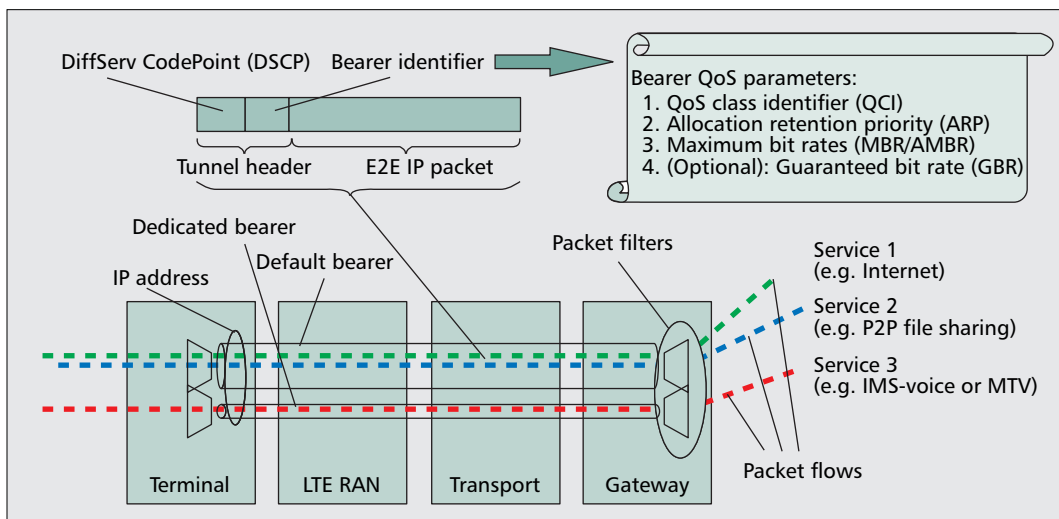 DiffServ CodePoint (DSCP)
Bearer identifier
Tunnel header
E2E IP packet
Bearer QoS parameters:
1. QoS class identifier (QCI)
2. Allocation retention priority (ARP)
3. Maximum bit rates (MBR/AMBR)
4. (Optional): Guaranteed bit rate (GBR)
Dedicated bearer
Default bearer
IP address
Packet filters
Service 1
(e.g. Internet)
Service 2
(e.g. P2P file sharing)
Service 3
(e.g. IMS-voice or MTV)
Packet flows
Terminal
LTE RAN
Transport
Gateway